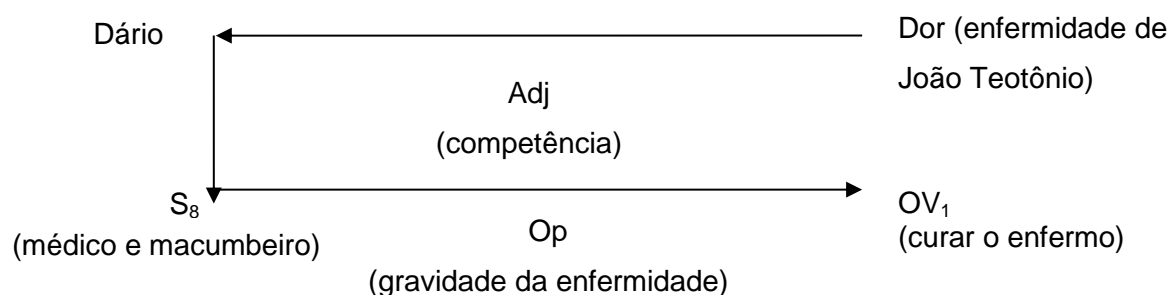 Dário
Dor (enfermidade de
João Teotônio)
Adj
(competência)
S₈
(médico e macumbeiro)
Op
(gravidade da enfermidade)
OV₁
(curar o enfermo)